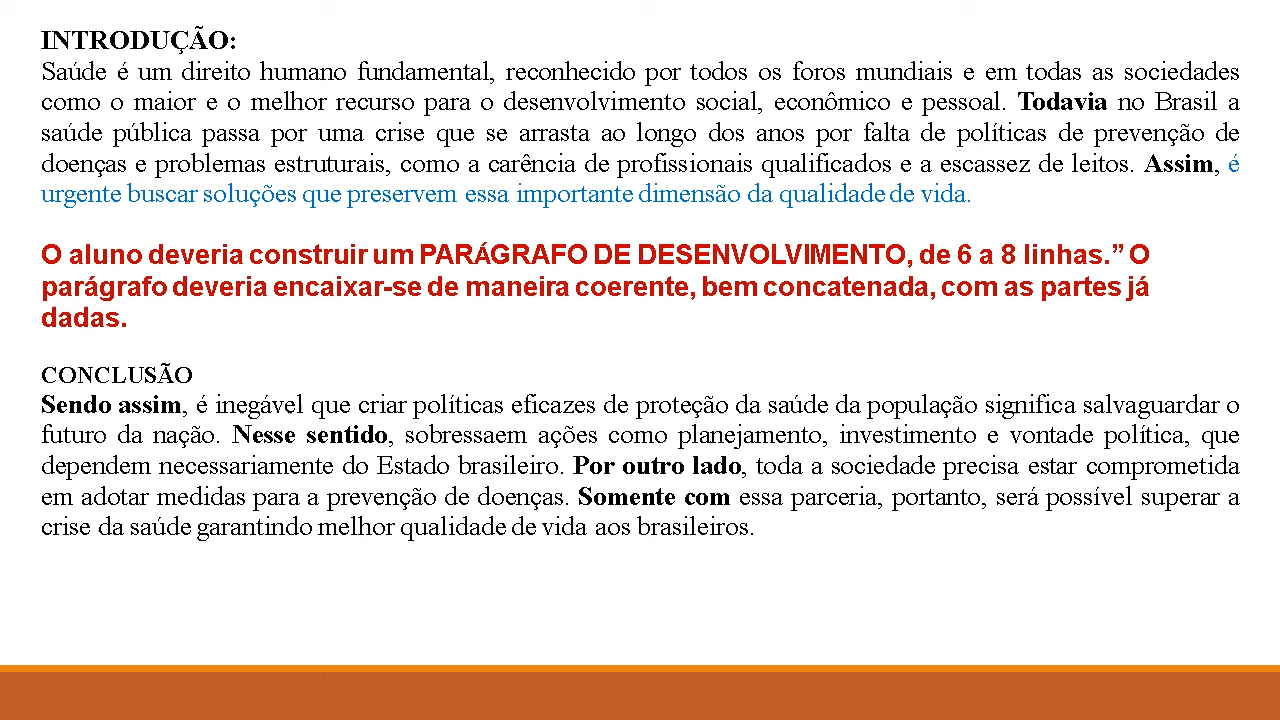 INTRODUÇÃO:
Saúde é um direito humano fundamental, reconhecido por todos os foros mundiais e em todas as sociedades
como o maior e o melhor recurso para o desenvolvimento social, econômico e pessoal. Todavia no Brasil a
saúde pública passa por uma crise que se arrasta ao longo dos anos por falta de políticas de prevenção de
doenças e problemas estruturais, como a carência de profissionais qualificados e a escassez de leitos. Assim, é
urgente buscar soluções que preservem essa importante dimensão da qualidade de vida.
O aluno deveria construir um PARÁGRAFO DE DESENVOLVIMENTO, de 6 a 8 linhas.” O
parágrafo deveria encaixar-se de maneira coerente, bem concatenada, com as partes já
dadas.
CONCLUSÃO
Sendo assim, é inegável que criar políticas eficazes de proteção da saúde da população significa salvaguardar o
futuro da nação. Nesse sentido, sobressaem ações como planejamento, investimento e vontade política, que
dependem necessariamente do Estado brasileiro. Por outro lado, toda a sociedade precisa estar comprometida
em adotar medidas para a prevenção de doenças. Somente com essa parceria, portanto, será possível superar a
crise da saúde garantindo melhor qualidade de vida aos brasileiros.